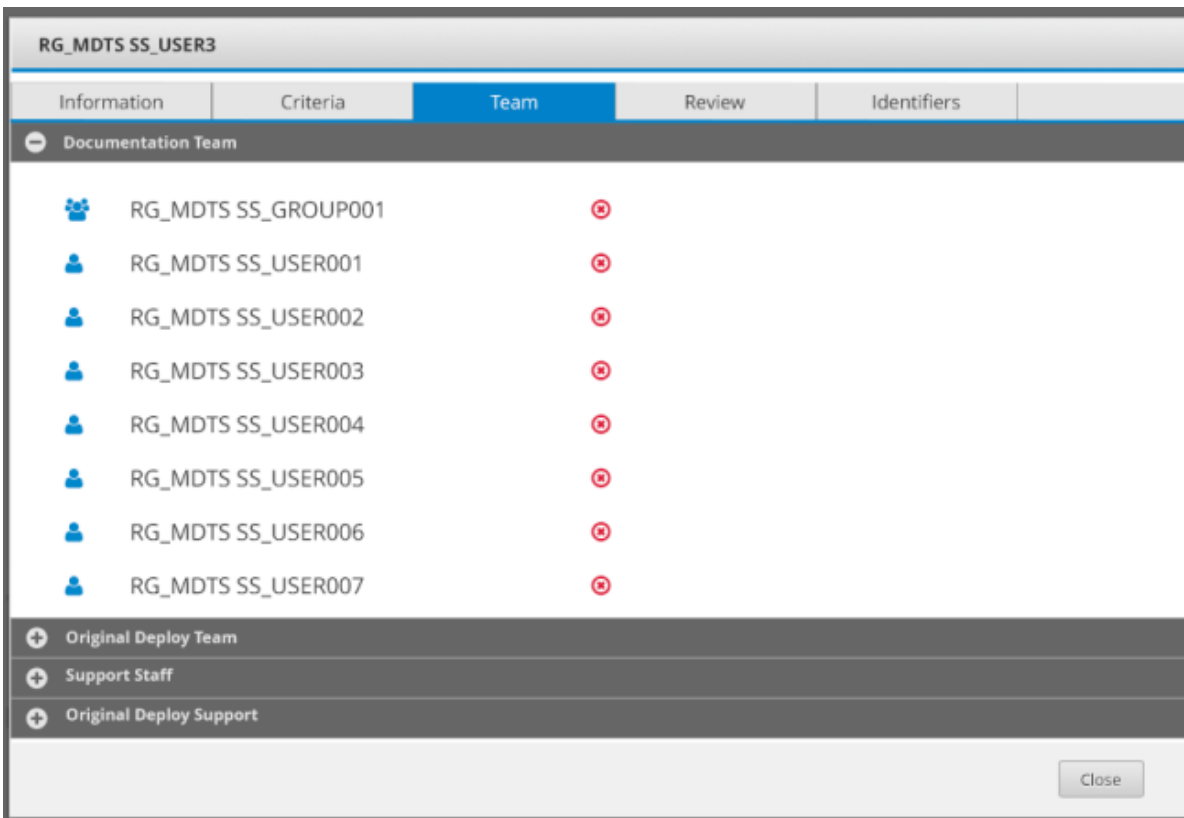 RG_MDTS SS_USER3
Information Criteria Team Review Identifiers
Documentation Team
RG_MDTS SS_GROUP001
RG_MDTS SS_USER001
RG_MDTS SS_USER002
RG_MDTS SS_USER003
RG_MDTS SS_USER004
RG_MDTS SS_USER005
RG_MDTS SS_USER006
RG_MDTS SS_USER007
Original Deploy Team
Support Staff
Original Deploy Support
Close